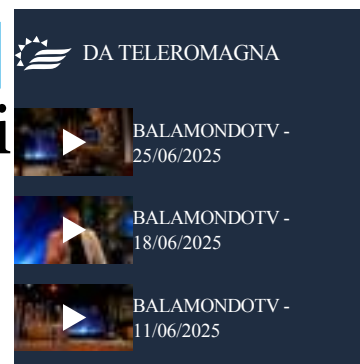 DA TELEROMAGNA
i
BALAMONDOTV -
25/06/2025
BALAMONDOTV -
18/06/2025
BALAMONDOTV -
11/06/2025